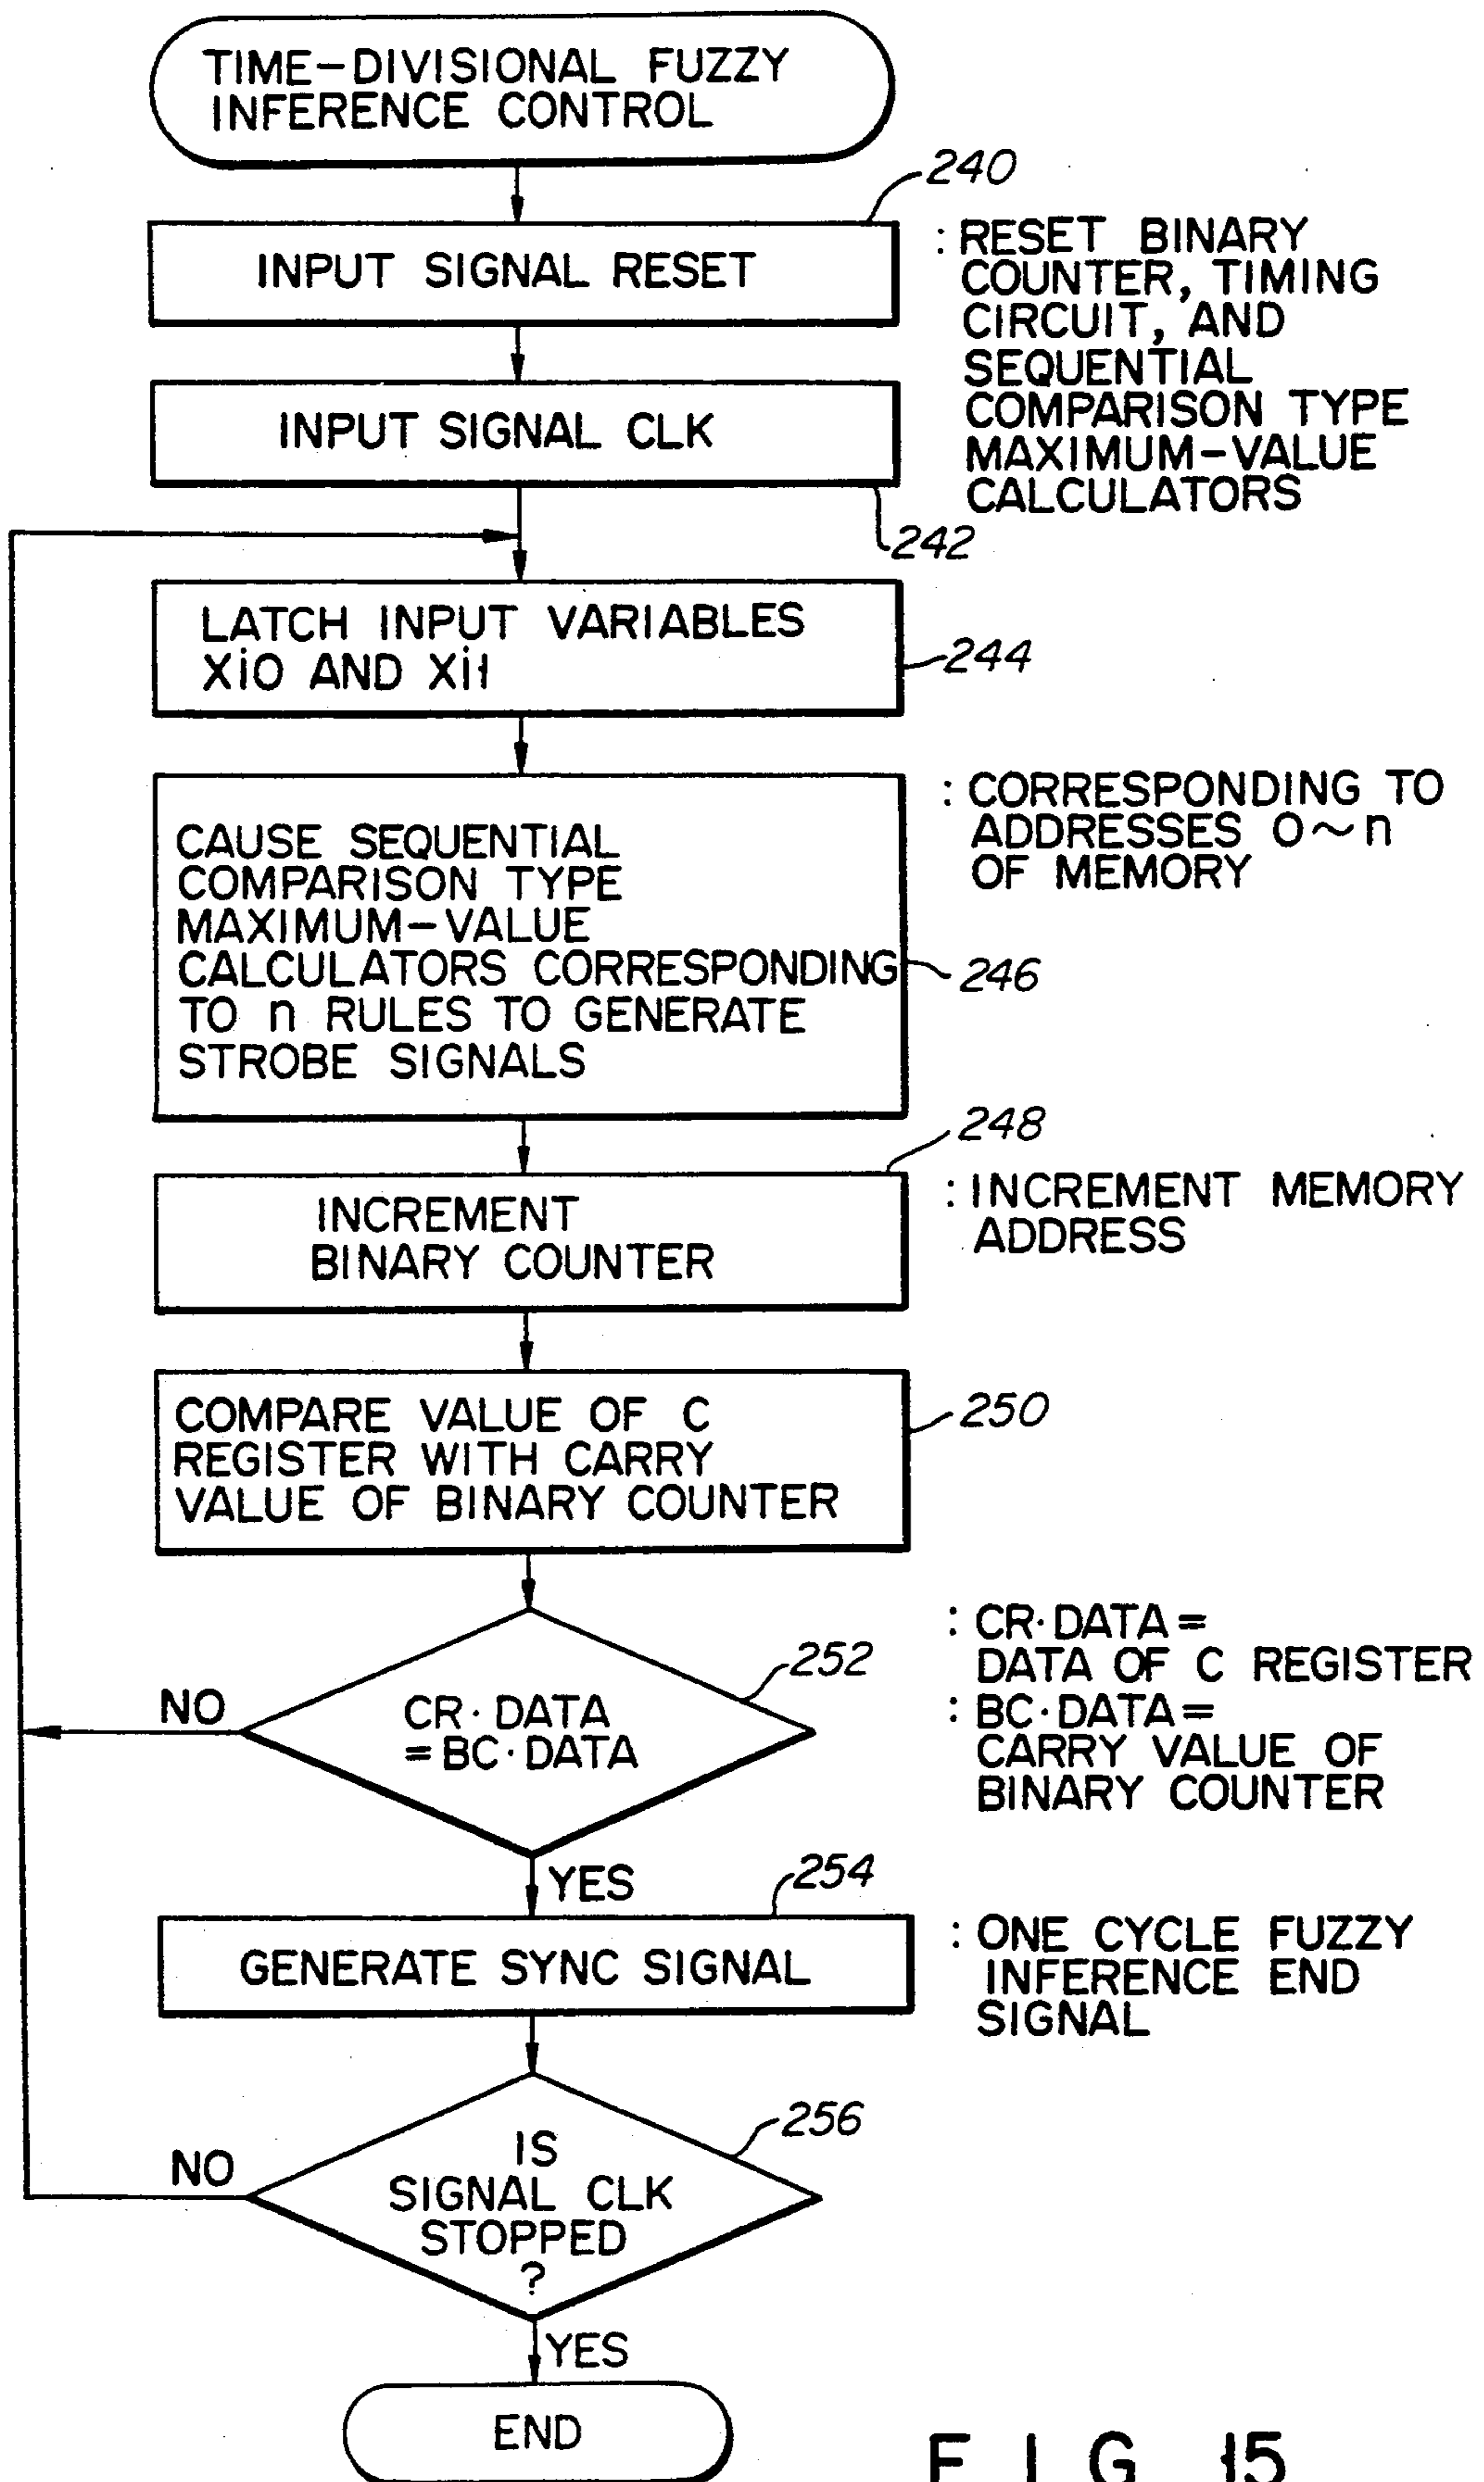 TIME-DIVISIONAL FUZZY
INFERENCE CONTROL
240
INPUT SIGNAL RESET
: RESET BINARY
COUNTER, TIMING
CIRCUIT, AND
SEQUENTIAL
COMPARISON TYPE
MAXIMUM-VALUE
CALCULATORS
INPUT SIGNAL CLK
242
LATCH INPUT VARIABLES
Xi0 AND Xi1
244
CAUSE SEQUENTIAL
COMPARISON TYPE
MAXIMUM-VALUE
CALCULATORS CORRESPONDING
TO n RULES TO GENERATE
STROBE SIGNALS
: CORRESPONDING TO
ADDRESSES 0~n
OF MEMORY
246
248
INCREMENT
BINARY COUNTER
: INCREMENT MEMORY
ADDRESS
COMPARE VALUE OF C
REGISTER WITH CARRY
VALUE OF BINARY COUNTER
250
252
CR·DATA
=BC·DATA
NO
: CR·DATA=
DATA OF C REGISTER
: BC·DATA=
CARRY VALUE OF
BINARY COUNTER
YES
254
GENERATE SYNC SIGNAL
: ONE CYCLE FUZZY
INFERENCE END
SIGNAL
256
IS
SIGNAL CLK
STOPPED
?
NO
YES
END
FIG. 15